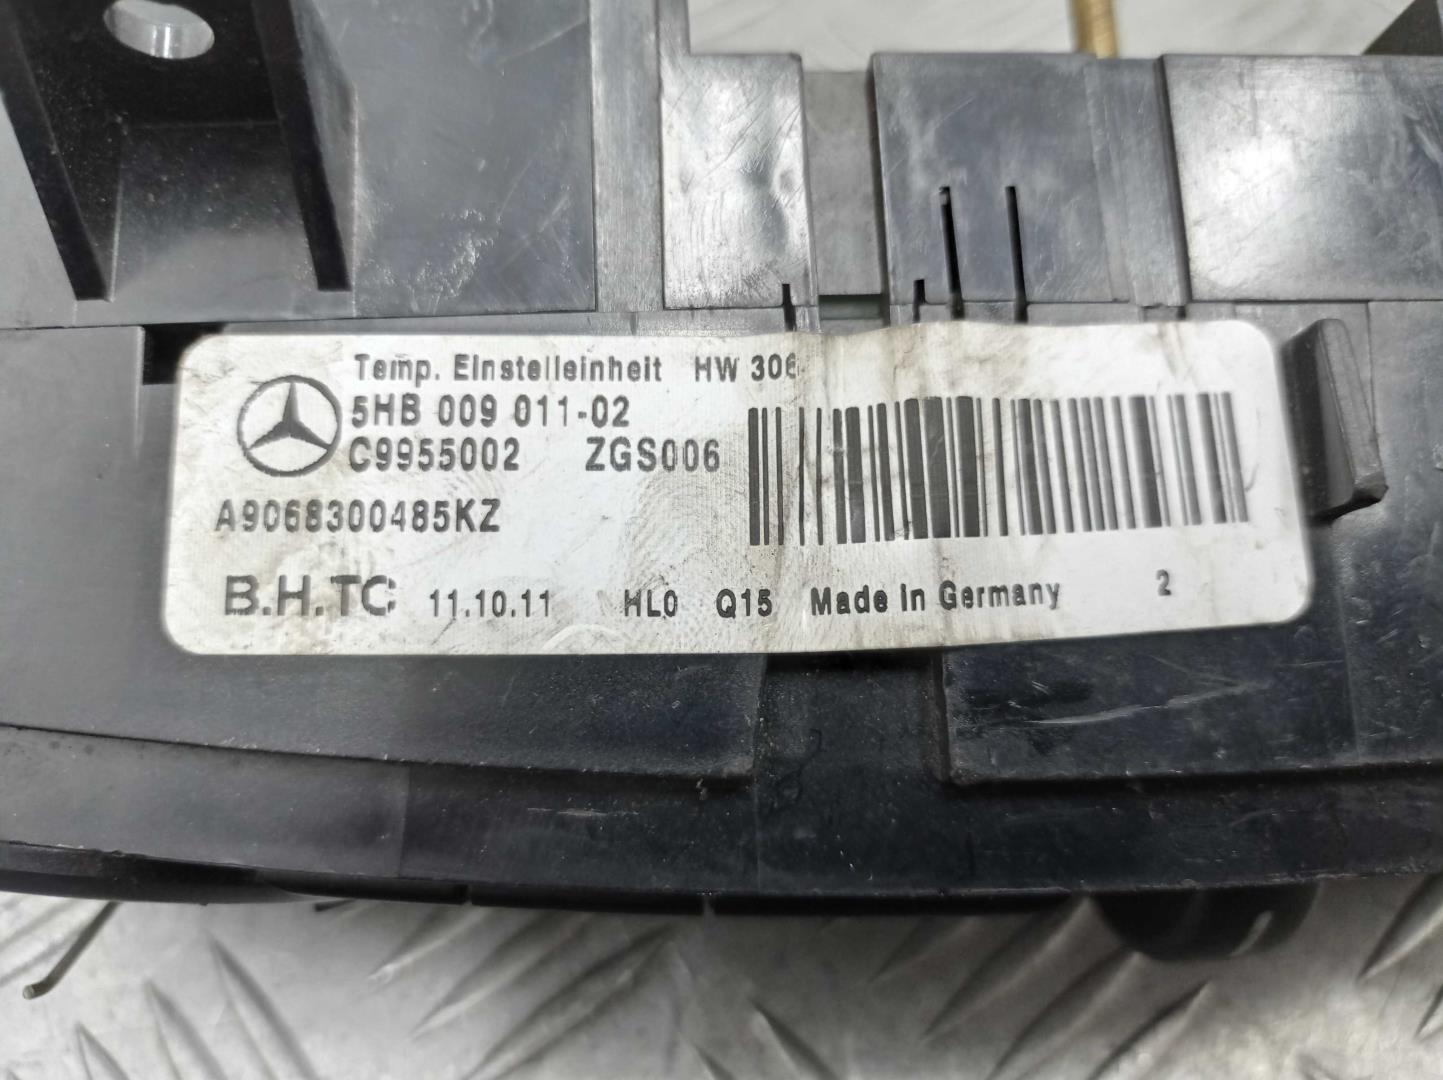 Temp. Einstelleinheit HW 306
5HB 009 011-02
C9955002 ZGS006
A9068300485KZ
B.H.TC 11.10.11 HL0 Q15 Made in Germany 2